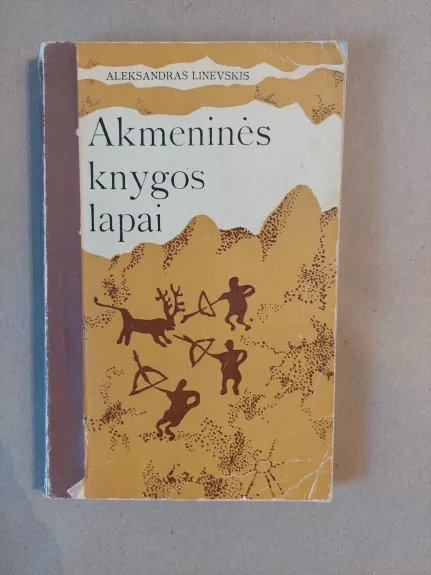 ALEKSANDRAS LINEVSKIS
Akmeninės
knygos
lapai